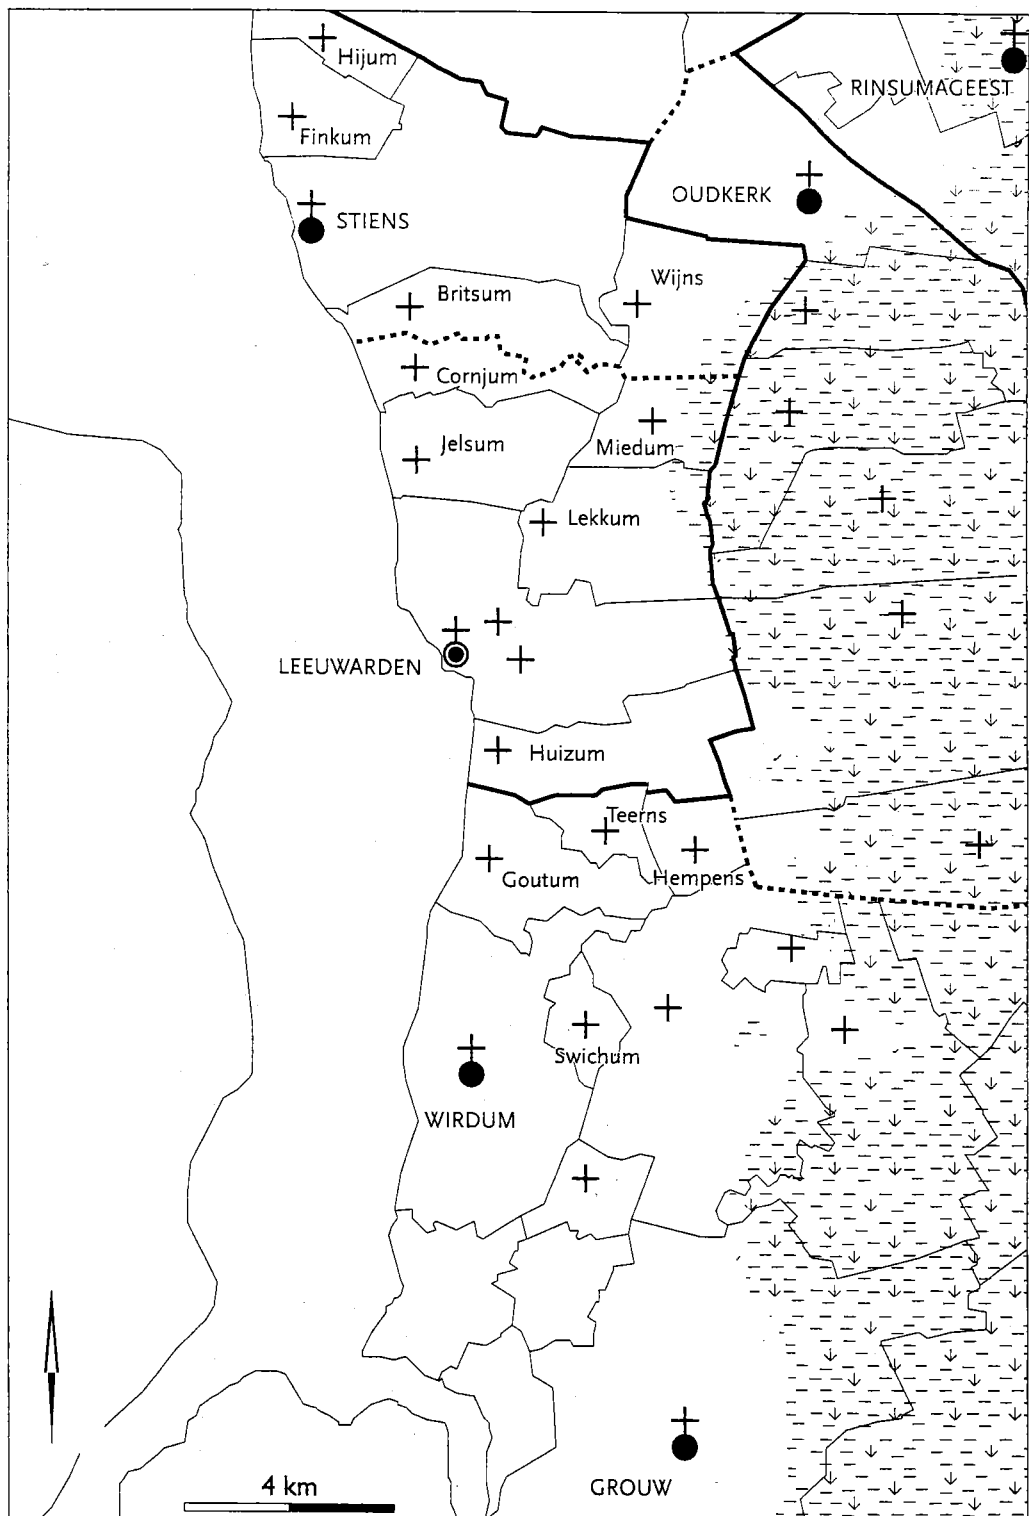 Hijum
RINSUMAGEEST
Finkum
OUDKERK
STIENS
Wijns
Britsum
Cornjum
Jelsum
Miedum
Lekkum
LEEUWARDEN
Huizum
Teerns
Goutum
Hempens
Swichum
WIRDUM
GROUW
4 km